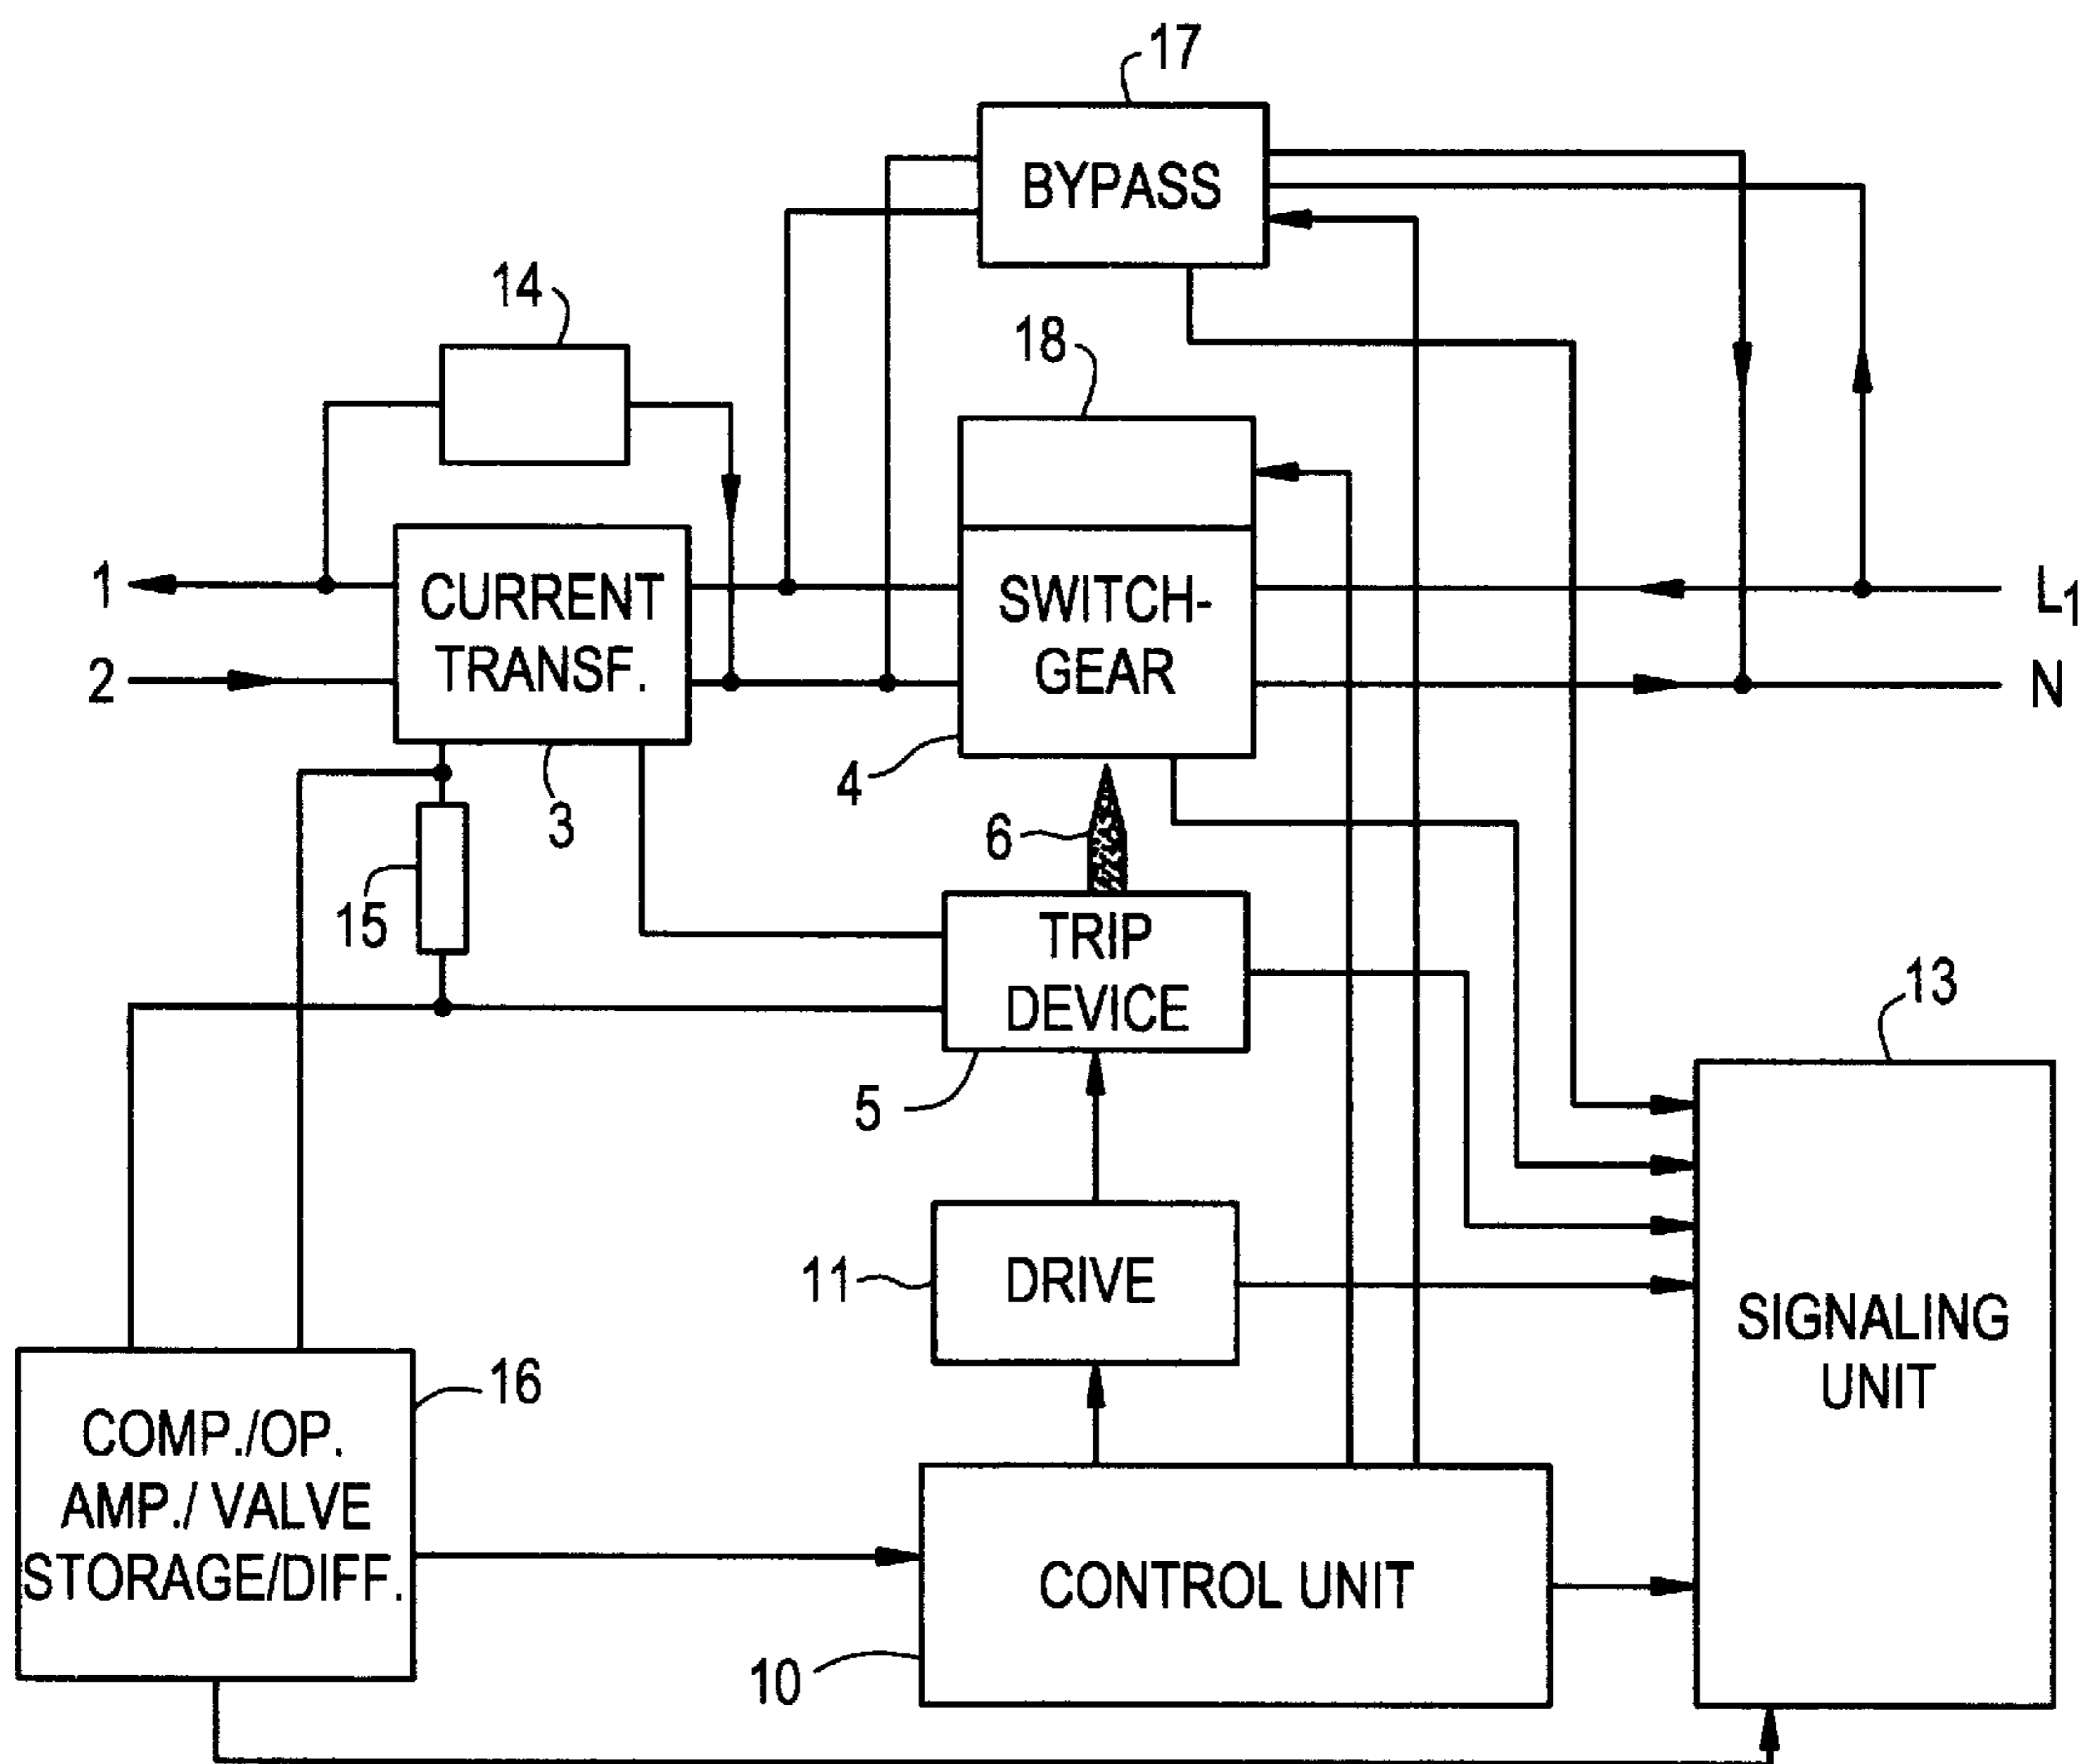 17
BYPASS
14
18
1
CURRENT
TRANSF.
SWITCH-
GEAR
L1
2
N
4
3
6
15
TRIP
DEVICE
13
5
11
DRIVE
SIGNALING
UNIT
16
COMP./OP.
AMP./ VALVE
STORAGE/DIFF.
CONTROL UNIT
10